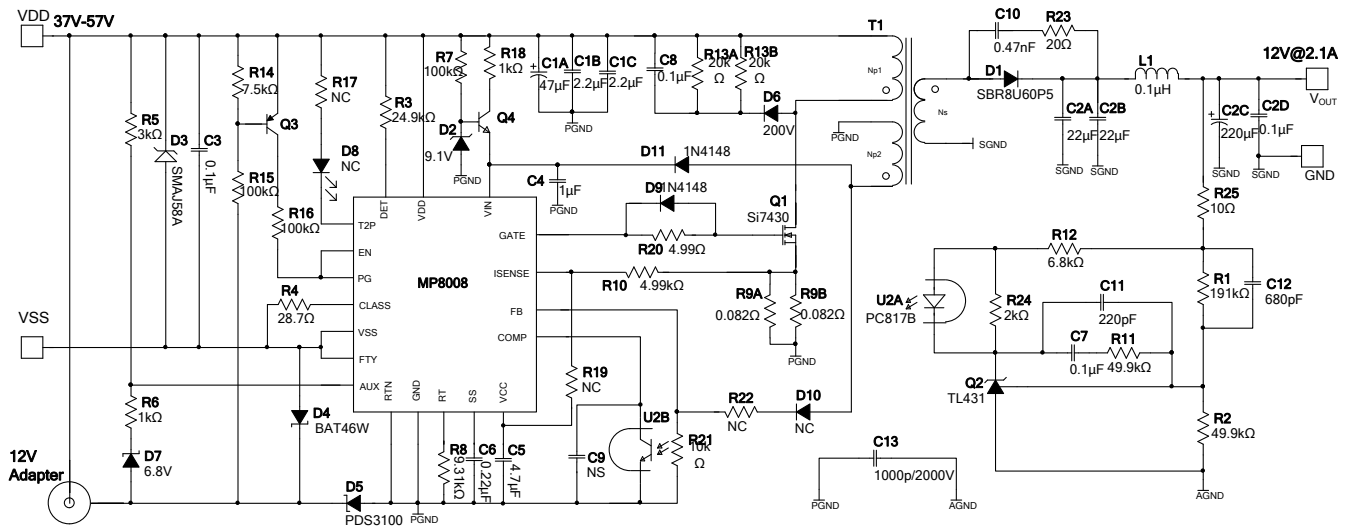 VDD 37V-57V
T1
C10
0.47nF
R23
20Ω
12V@2.1A
R14
7.5kΩ
R17
NC
R7
100kΩ
R18
1kΩ
C1A
+
47µF
C1B
2.2µF
C1C
2.2µF
C8
0.1µF
R13A
20k
Ω
R13B
20k
Ω
Np1
D1
SBR8U60P5
L1
0.1µH
VOUT
R5
3kΩ
D3
SMAJ58A
C3
0.1µF
Q3
R3
24.9kΩ
D2
9.1V
Q4
PGND
D6
200V
PGND
Ns
SGND
C2A
22µF
C2B
22µF
+
C2C
220µF
C2D
0.1µF
SGND
SGND
SGND
SGND
GND
D8
NC
PGND
D11
1N4148
Np2
R15
100kΩ
R16
100kΩ
C4
1µF
PGND
D9
1N4148
Q1
Si7430
R25
10Ω
DET
VDD
VIN
T2P
EN
PG
CLASS
VSS
FTY
AUX
GATE
ISENSE
FB
COMP
RTN
GND
RT
SS
VCC
MP8008
R20
4.99Ω
R10
4.99kΩ
R9A
0.082Ω
R9B
0.082Ω
PGND
R12
6.8kΩ
R4
28.7Ω
U2A
PC817B
R24
2kΩ
C11
220pF
R1
191kΩ
C12
680pF
VSS
C7
0.1µF
R11
49.9kΩ
Q2
TL431
R19
NC
R6
1kΩ
D4
BAT46W
R22
NC
D10
NC
R2
49.9kΩ
D7
6.8V
12V
Adapter
R8
9.31kΩ
C6
0.22µF
C5
4.7µF
C9
NS
U2B
R21
10k
Ω
C13
1000p/2000V
D5
PDS3100
PGND
PGND
AGND
AGND